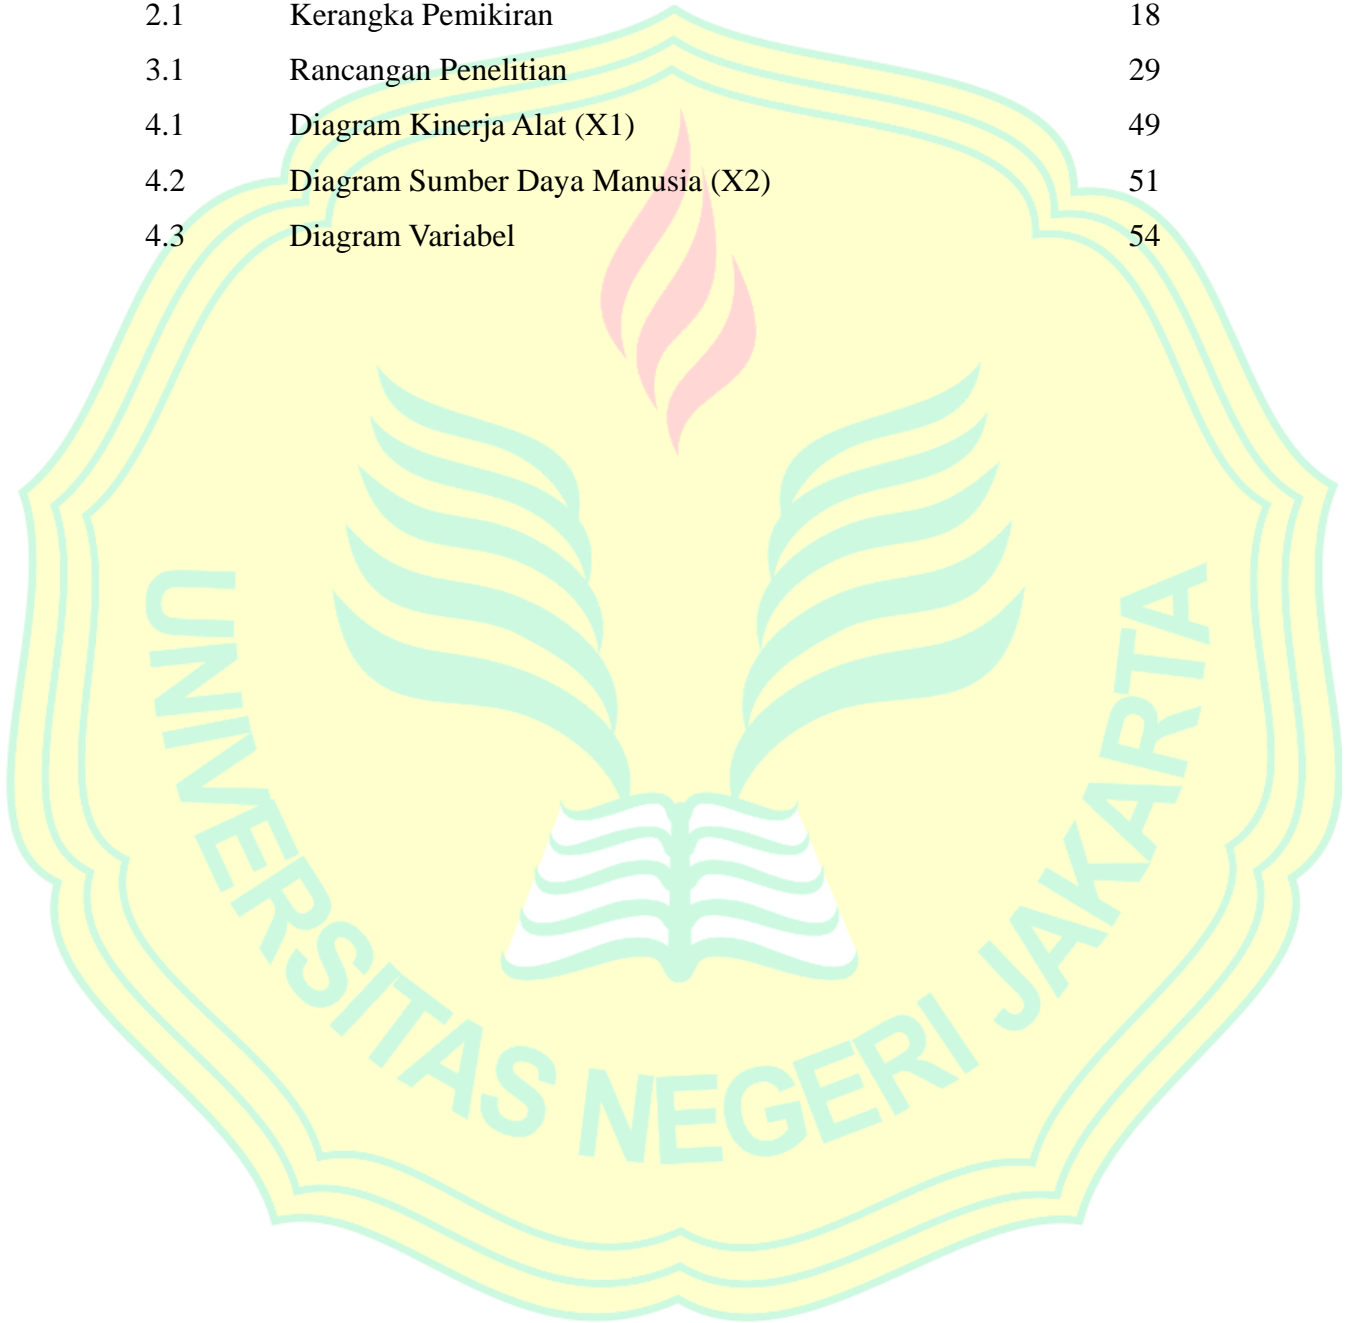 2.1 Kerangka Pemikiran 18
3.1 Rancangan Penelitian 29
4.1 Diagram Kinerja Alat (X1) 49
4.2 Diagram Sumber Daya Manusia (X2) 51
4.3 Diagram Variabel 54
UNIVERSITAS NEGERI JAKARTA